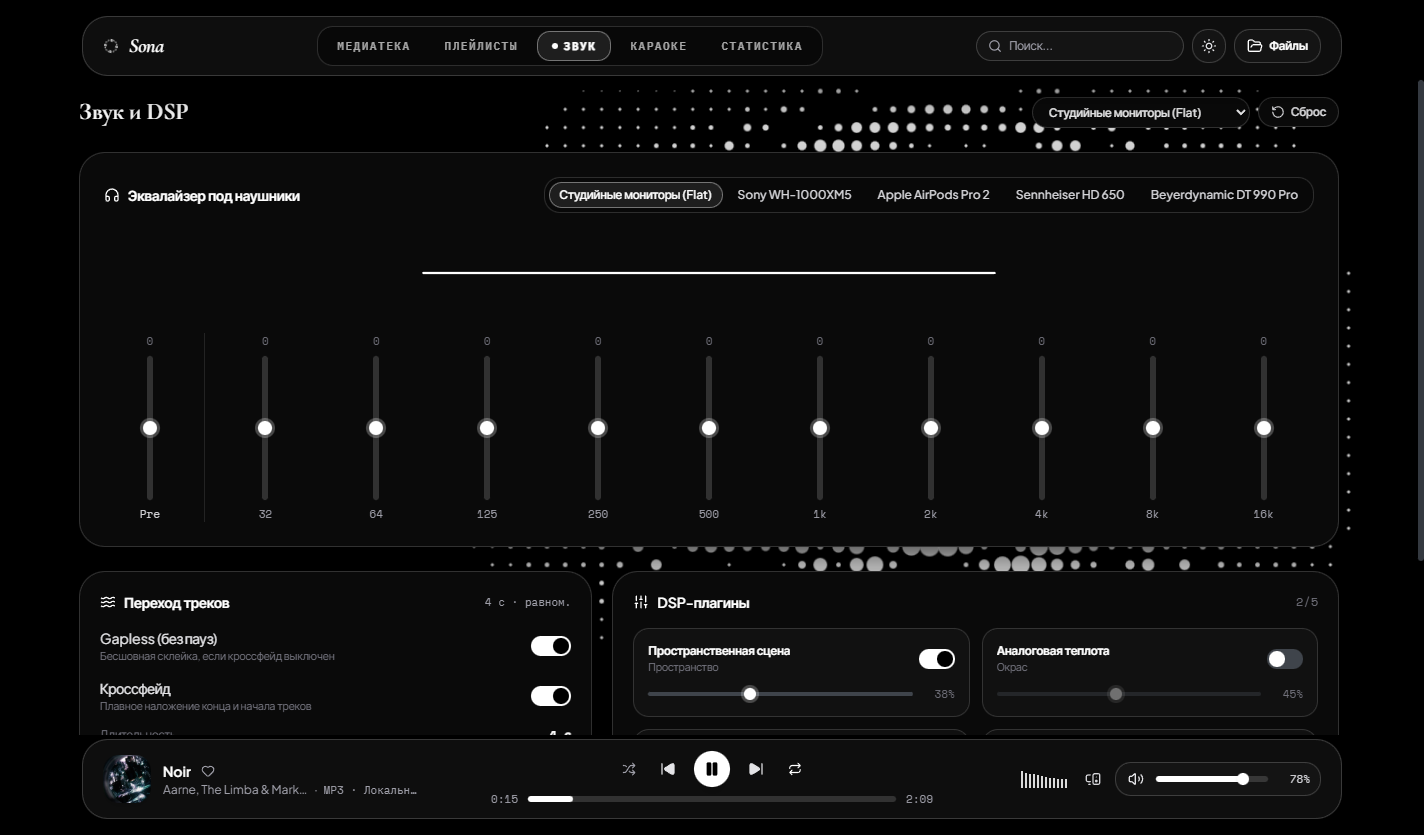 Sona
МЕДИАТЕКА ПЛЕЙЛИСТЫ ЗВУК КАРАОКЕ СТАТИСТИКА
Поиск...
Файлы
Звук и DSP
Студийные мониторы (Flat)
Сброс
Эквалайзер под наушники
Студийные мониторы (Flat) Sony WH-1000XM5 Apple AirPods Pro 2 Sennheiser HD 650 Beyerdynamic DT 990 Pro
0 0 0 0 0 0 0 0 0 0 0
Pre 32 64 125 250 500 1k 2k 4k 8k 16k
Переход треков
4 с · равном.
Gapless (без пауз)
Бесшовная склейка, если кроссфейд выключен
Кроссфейд
Плавное наложение конца и начала треков
Длительность
4 с
DSP-плагины
2/5
Пространственная сцена
Пространство
38%
Аналоговая теплота
Окрас
45%
Noir
Aarne, The Limba & Mark... · MP3 · Локальн…
0:15
2:09
78%